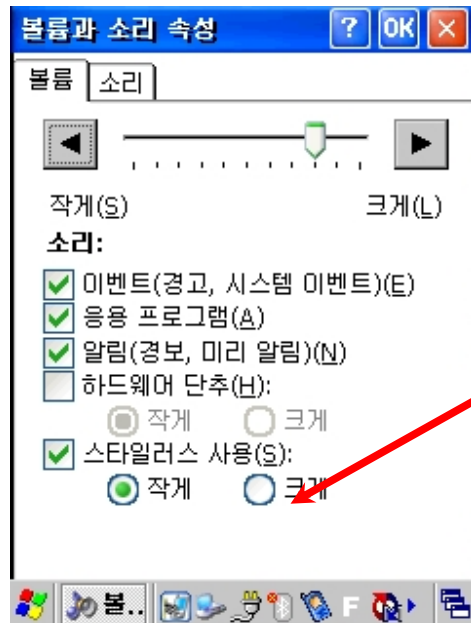 볼륨과 소리 속성 ? OK
볼륨 소리
작게(S) 크게(L)
소리:
이벤트(경고, 시스템 이벤트)(E)
응용 프로그램(A)
알림(경보, 미리 알림)(N)
하드웨어 단추(H):
작게 크게
스타일러스 사용(S):
작게 크게
볼.. F